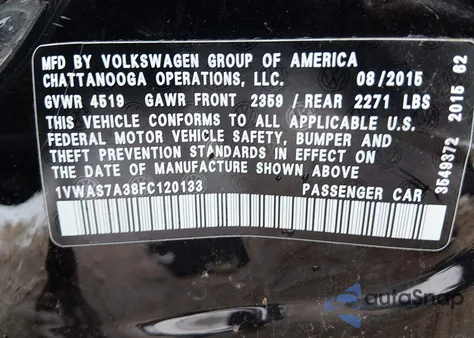 MFD BY VOLKSWAGEN GROUP OF AMERICA
CHATTANOOGA OPERATIONS, LLC. 08/2015
GVWR 4519 GAWR FRONT 2359 / REAR 2271 LBS
THIS VEHICLE CONFORMS TO ALL APPLICABLE U.S.
FEDERAL MOTOR VEHICLE SAFETY, BUMPER AND
THEFT PREVENTION STANDARDS IN EFFECT ON
THE DATE OF MANUFACTURE SHOWN ABOVE
1VWAS7A38FC120133 PASSENGER CAR
3649372 2015 62
autoSnap